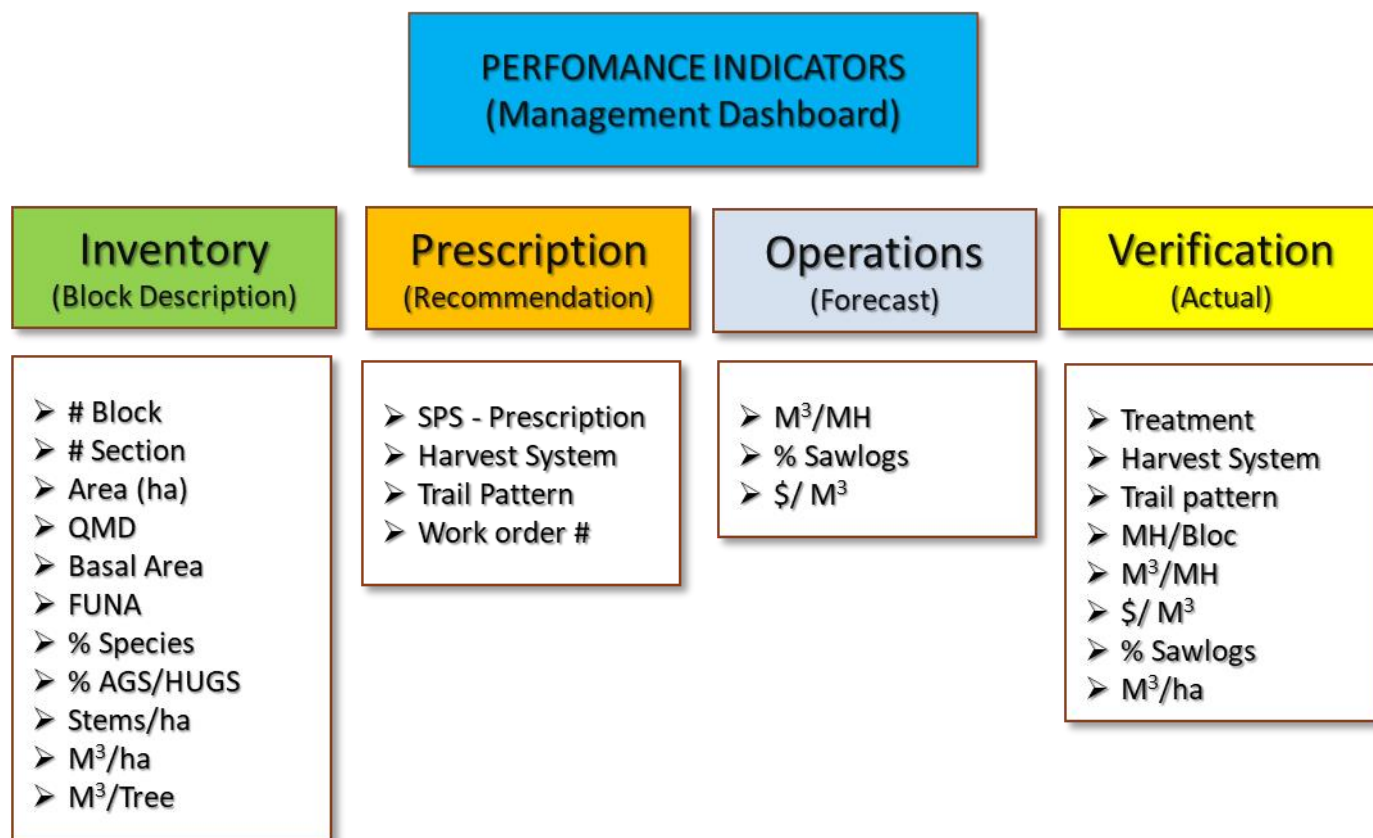 PERFOMANCE INDICATORS
(Management Dashboard)
Inventory
(Block Description)
➢ # Block
➢ # Section
➢ Area (ha)
➢ QMD
➢ Basal Area
➢ FUNA
➢ % Species
➢ % AGS/HUGS
➢ Stems/ha
➢ M³/ha
➢ M³/Tree
Prescription
(Recommendation)
➢ SPS - Prescription
➢ Harvest System
➢ Trail Pattern
➢ Work order #
Operations
(Forecast)
➢ M³/MH
➢ % Sawlogs
➢ $/ M³
Verification
(Actual)
➢ Treatment
➢ Harvest System
➢ Trail pattern
➢ MH/Bloc
➢ M³/MH
➢ $/ M³
➢ % Sawlogs
➢ M³/ha